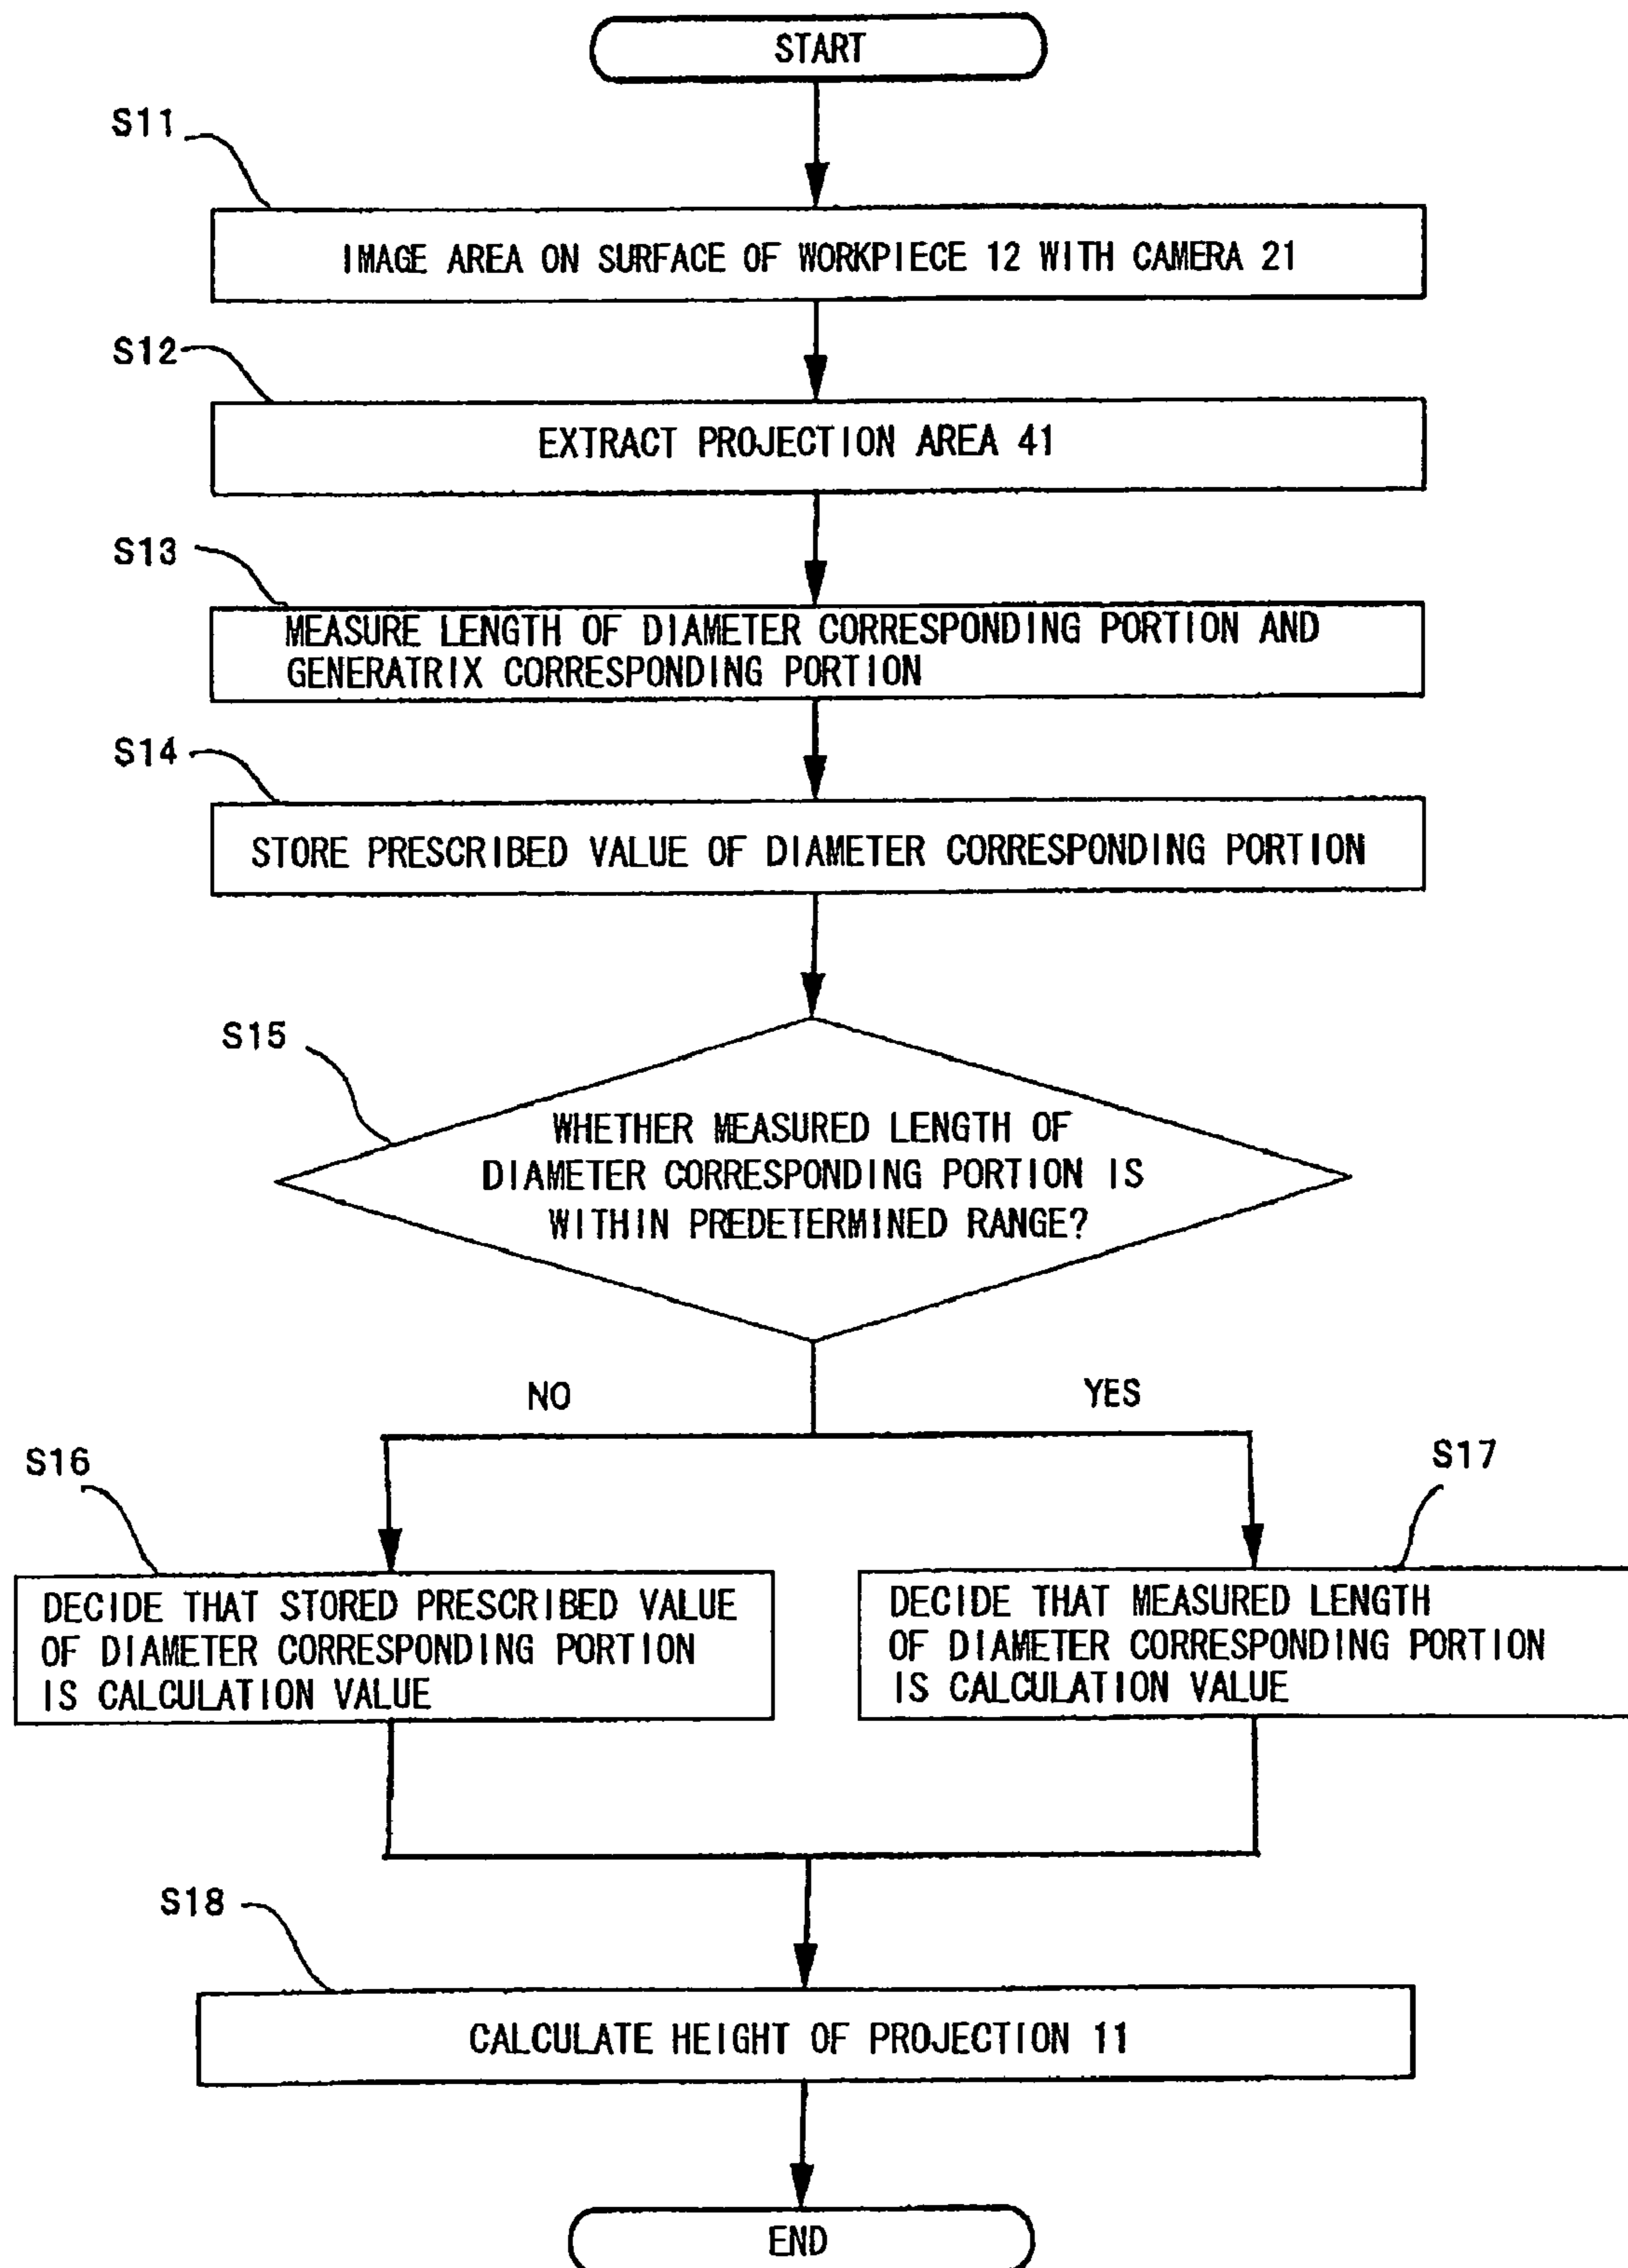 START
S11
IMAGE AREA ON SURFACE OF WORKPIECE 12 WITH CAMERA 21
S12
EXTRACT PROJECTION AREA 41
S13
MEASURE LENGTH OF DIAMETER CORRESPONDING PORTION AND
GENERATRIX CORRESPONDING PORTION
S14
STORE PRESCRIBED VALUE OF DIAMETER CORRESPONDING PORTION
S15
WHETHER MEASURED LENGTH OF
DIAMETER CORRESPONDING PORTION IS
WITHIN PREDETERMINED RANGE?
NO
YES
S16
DECIDE THAT STORED PRESCRIBED VALUE
OF DIAMETER CORRESPONDING PORTION
IS CALCULATION VALUE
S17
DECIDE THAT MEASURED LENGTH
OF DIAMETER CORRESPONDING PORTION
IS CALCULATION VALUE
S18
CALCULATE HEIGHT OF PROJECTION 11
END